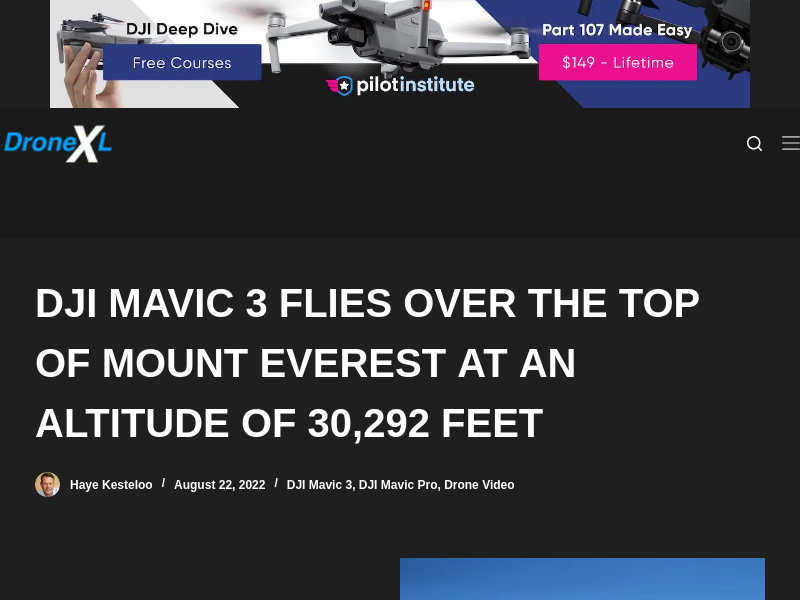 DJI Deep Dive
Part 107 Made Easy
Free Courses
$149 - Lifetime
pilotinstitute
DroneXL
DJI MAVIC 3 FLIES OVER THE TOP
OF MOUNT EVEREST AT AN
ALTITUDE OF 30,292 FEET
Haye Kesteloo / August 22, 2022 / DJI Mavic 3, DJI Mavic Pro, Drone Video